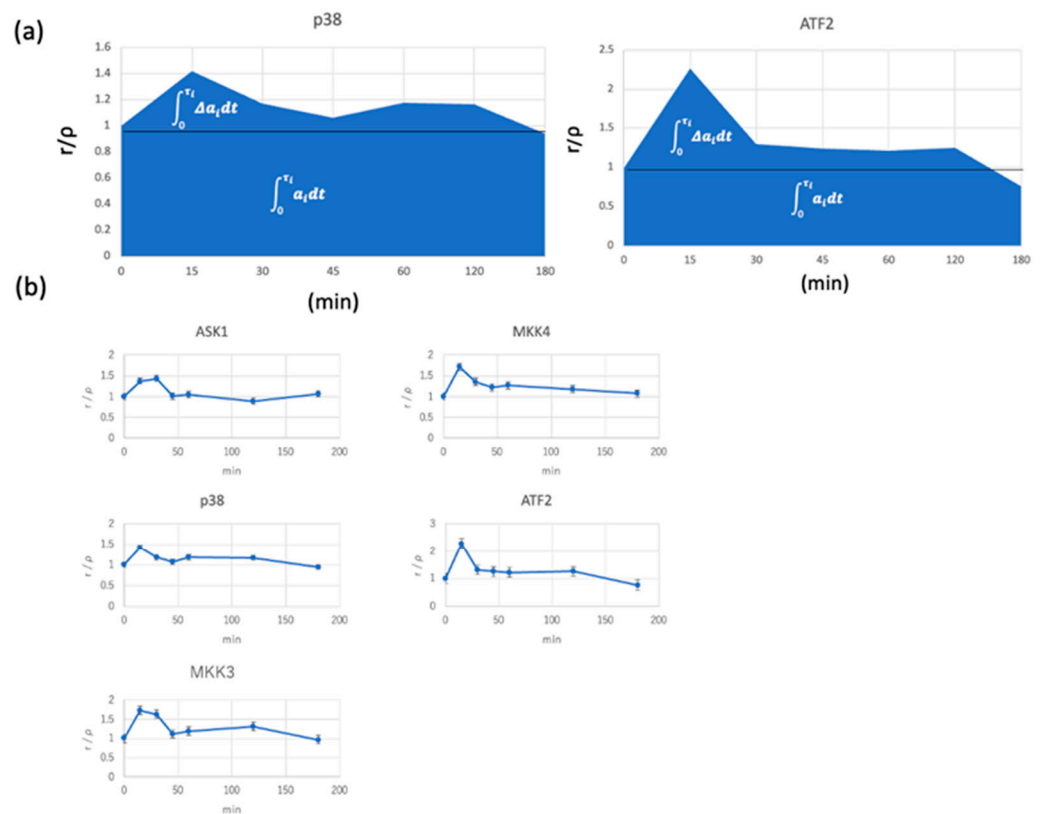 (a)
p38
r/ρ
1.6
1.4
1.2
1
0.8
0.6
0.4
0.2
0
∫₀^τᵢ Δaᵢdt
∫₀^τᵢ aᵢdt
0 15 30 45 60 120 180
(min)
ATF2
r/ρ
2.5
2
1.5
1
0.5
0
∫₀^τᵢ Δaᵢdt
∫₀^τᵢ aᵢdt
0 15 30 45 60 120 180
(min)
(b)
ASK1
r / ρ
2
1.5
1
0.5
0
0 50 100 150 200
min
MKK4
r / ρ
2
1.5
1
0.5
0
0 50 100 150 200
min
p38
r / ρ
2
1.5
1
0.5
0
0 50 100 150 200
min
ATF2
r / ρ
3
2
1
0
0 50 100 150 200
min
MKK3
r / ρ
2
1.5
1
0.5
0
0 50 100 150 200
min